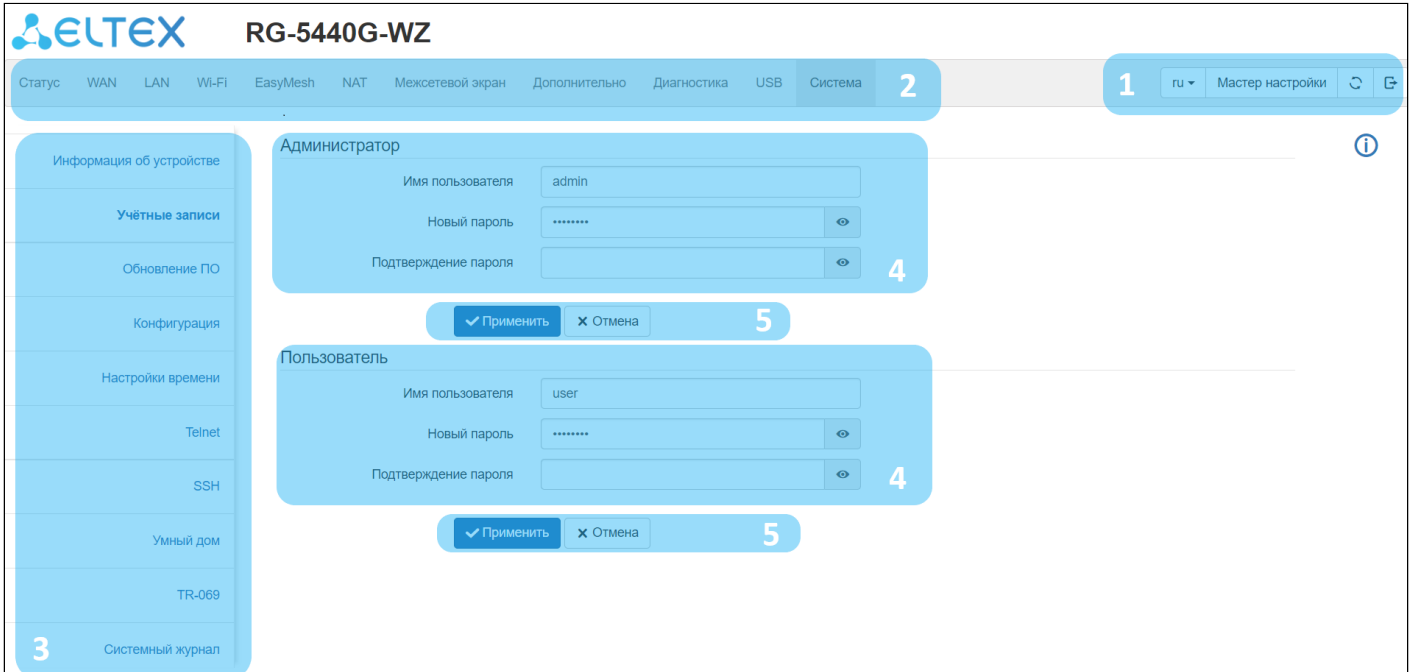 ELTEX RG-5440G-WZ
Статус WAN LAN Wi-Fi EasyMesh NAT Межсетевой экран Дополнительно Диагностика USB Система 2 1 ru Мастер настройки
Информация об устройстве
Учётные записи
Обновление ПО
Конфигурация
Настройки времени
Telnet
SSH
Умный дом
TR-069
3 Системный журнал
Администратор
Имя пользователя admin
Новый пароль ••••••••
Подтверждение пароля
4
Применить Отмена 5
Пользователь
Имя пользователя user
Новый пароль ••••••••
Подтверждение пароля
4
Применить Отмена 5